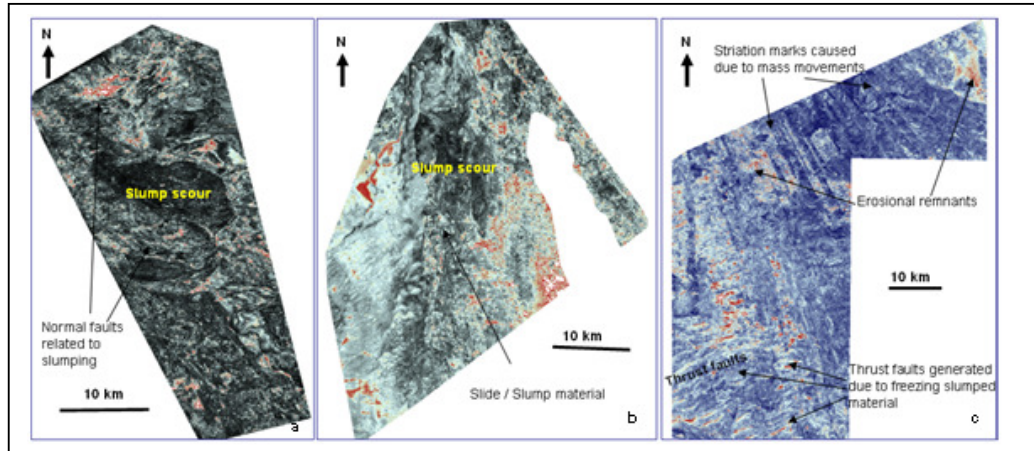 N
Slump scour
Normal faults
related to
slumping
10 km
a
N
Slump scour
10 km
Slide / Slump material
b
N
Striation marks caused
due to mass movements
Erosional remnants
10 km
Thrust faults
Thrust faults generated
due to freezing slumped
material
c